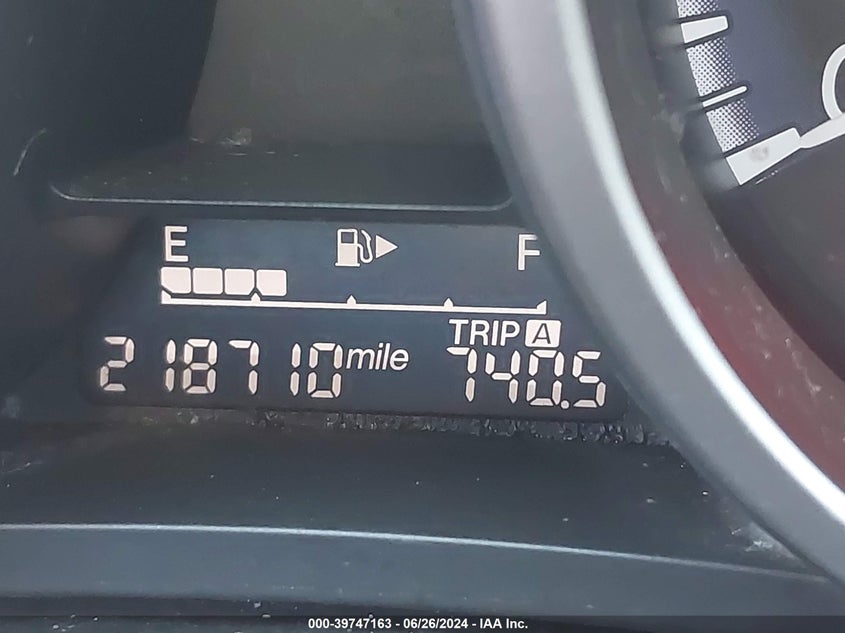 E F
TRIP A
218710 mile 740.5
000-39747163 - 06/26/2024 - IAA Inc.